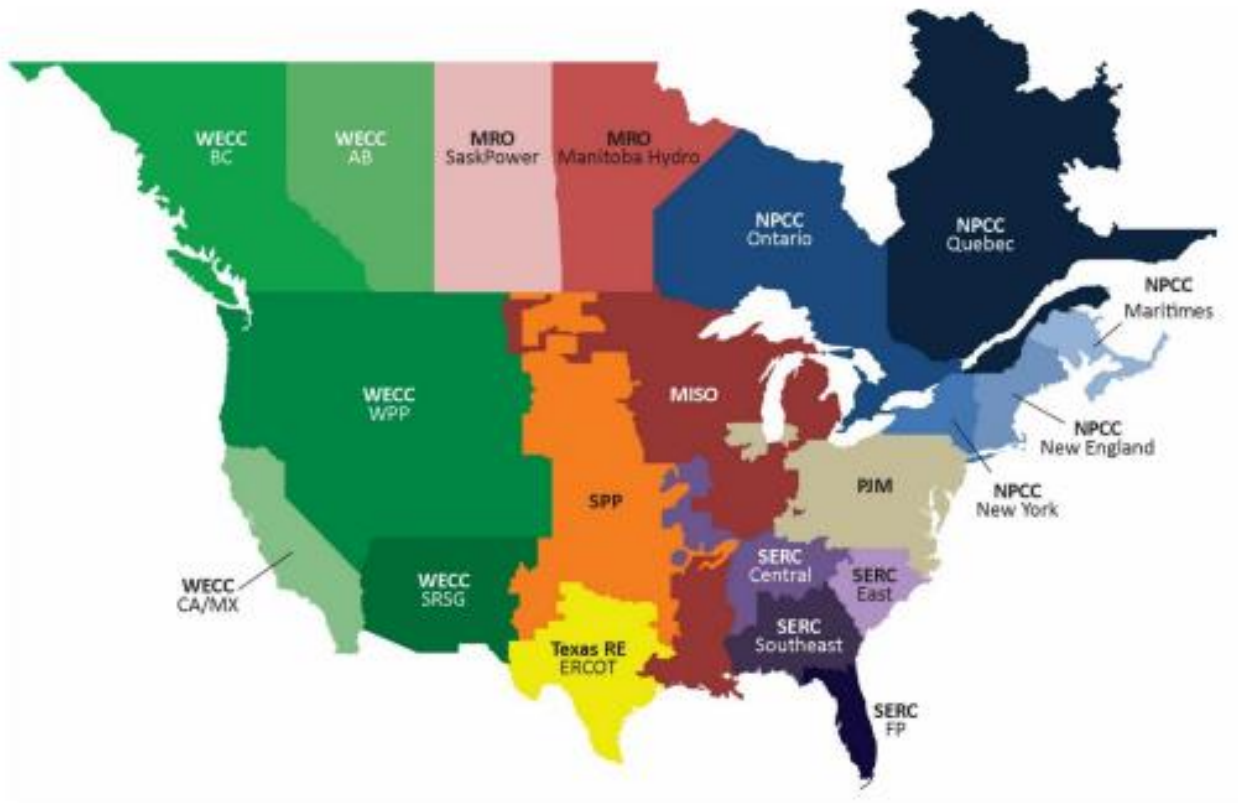 WECC
BC
WECC
AB
MRO
SaskPower
MRO
Manitoba Hydro
NPCC
Ontario
NPCC
Quebec
NPCC
Maritimes
WECC
WPP
MISO
NPCC
New England
SPP
PJM
NPCC
New York
WECC
CA/MX
WECC
SRSG
SERC
Central
SERC
East
SERC
Southeast
Texas RE
ERCOT
SERC
FP